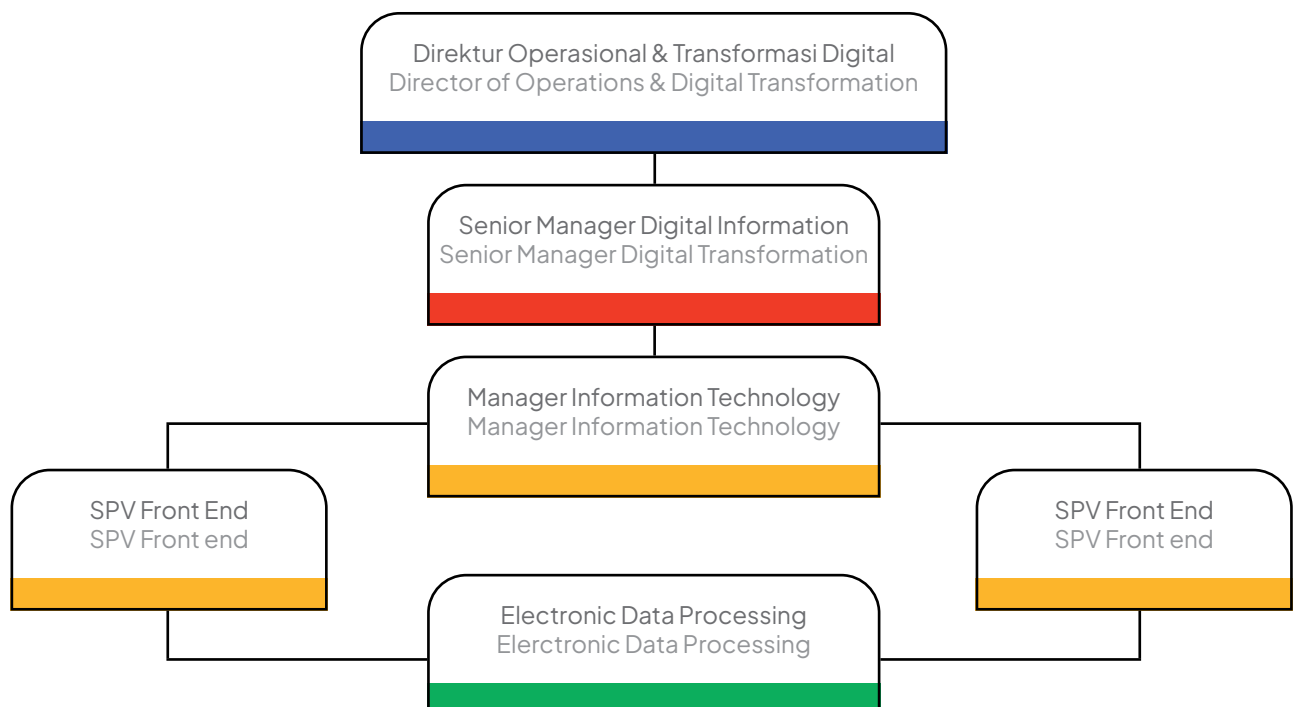 Direktur Operasional & Transformasi Digital
Director of Operations & Digital Transformation
Senior Manager Digital Information
Senior Manager Digital Transformation
Manager Information Technology
Manager Information Technology
SPV Front End
SPV Front end
SPV Front End
SPV Front end
Electronic Data Processing
Elerctronic Data Processing